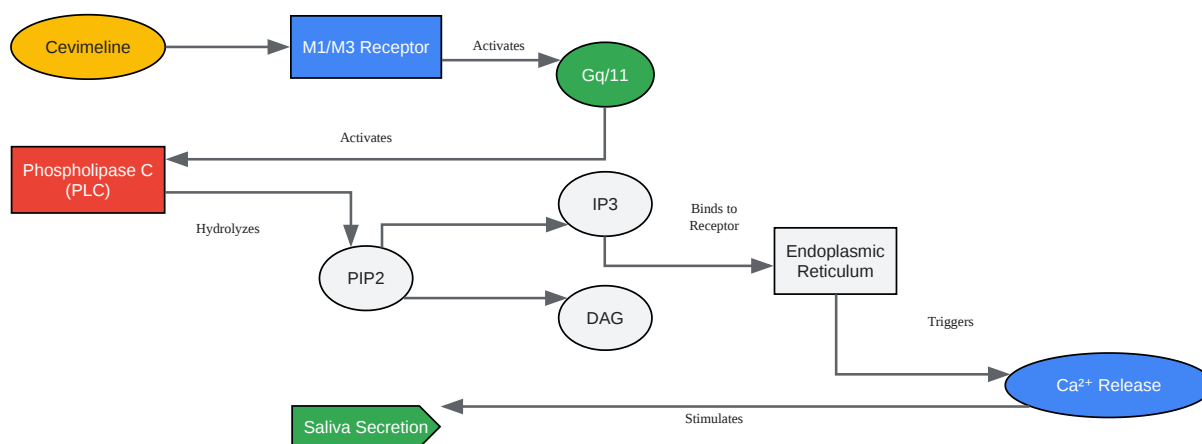 Cevimeline
M1/M3 Receptor
Activates
Gq/11
Activates
Phospholipase C
(PLC)
Hydrolyzes
PIP2
IP3
DAG
Binds to
Receptor
Endoplasmic
Reticulum
Triggers
Ca²⁺ Release
Stimulates
Saliva Secretion